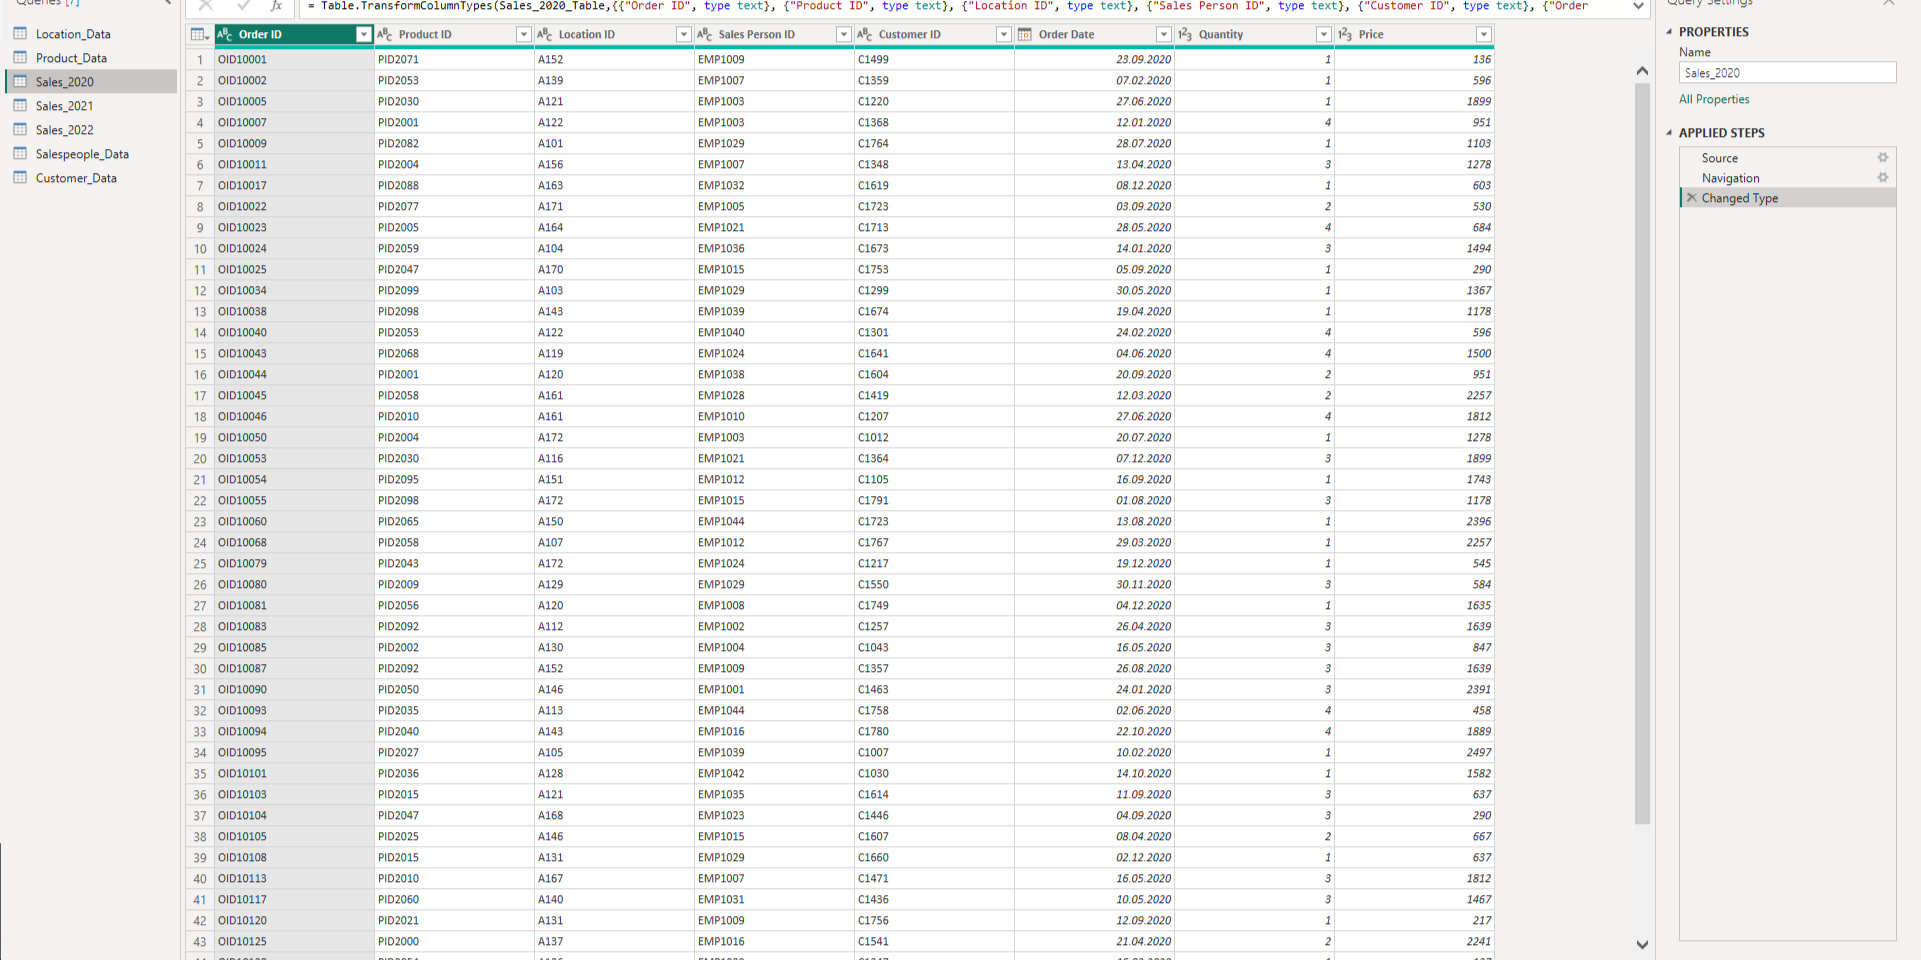 Queries [7]
= Table.TransformColumnTypes(Sales_2020_Table,{{"Order ID", type text}, {"Product ID", type text}, {"Location ID", type text}, {"Sales Person ID", type text}, {"Customer ID", type text}, {"Order
Query Settings
Location_Data
Product_Data
Sales_2020
Sales_2021
Sales_2022
Salespeople_Data
Customer_Data
Order ID Product ID Location ID Sales Person ID Customer ID Order Date Quantity Price
1 OID10001 PID2071 A152 EMP1009 C1499 23.09.2020 1 136
2 OID10003 PID2053 A139 EMP1007 C1359 07.02.2020 1 596
3 OID10005 PID2030 A121 EMP1003 C1220 27.06.2020 1 1899
4 OID10007 PID2001 A122 EMP1003 C1368 12.01.2020 4 951
5 OID10009 PID2082 A101 EMP1029 C1764 28.07.2020 1 1103
6 OID10011 PID2004 A156 EMP1007 C1348 13.04.2020 3 1278
7 OID10017 PID2088 A163 EMP1032 C1619 08.12.2020 1 603
8 OID10022 PID2077 A171 EMP1005 C1723 03.09.2020 2 530
9 OID10023 PID2005 A164 EMP1021 C1713 28.05.2020 4 684
10 OID10024 PID2059 A104 EMP1036 C1673 14.01.2020 3 1494
11 OID10025 PID2047 A170 EMP1015 C1753 05.09.2020 1 290
12 OID10034 PID2099 A103 EMP1029 C1299 30.05.2020 1 1367
13 OID10038 PID2098 A143 EMP1039 C1674 19.04.2020 1 1178
14 OID10040 PID2053 A122 EMP1040 C1301 24.02.2020 4 596
15 OID10043 PID2068 A119 EMP1024 C1641 04.06.2020 4 1500
16 OID10044 PID2001 A120 EMP1038 C1604 20.09.2020 2 951
17 OID10045 PID2058 A161 EMP1028 C1419 12.03.2020 2 2257
18 OID10046 PID2010 A161 EMP1010 C1207 27.06.2020 4 1812
19 OID10050 PID2004 A172 EMP1003 C1012 20.07.2020 1 1278
20 OID10053 PID2030 A116 EMP1021 C1364 07.12.2020 3 1899
21 OID10054 PID2095 A151 EMP1012 C1105 16.09.2020 1 1743
22 OID10055 PID2098 A172 EMP1015 C1791 01.08.2020 3 1178
23 OID10060 PID2065 A150 EMP1044 C1723 13.08.2020 1 2396
24 OID10068 PID2058 A107 EMP1012 C1767 29.03.2020 1 2257
25 OID10079 PID2043 A172 EMP1024 C1217 19.12.2020 1 545
26 OID10080 PID2009 A129 EMP1029 C1550 30.11.2020 3 584
27 OID10081 PID2056 A120 EMP1008 C1749 04.12.2020 1 1635
28 OID10083 PID2092 A112 EMP1002 C1257 26.04.2020 3 1639
29 OID10085 PID2002 A130 EMP1004 C1043 16.05.2020 3 847
30 OID10087 PID2092 A152 EMP1009 C1357 26.08.2020 3 1639
31 OID10090 PID2050 A146 EMP1001 C1463 24.01.2020 3 2391
32 OID10093 PID2035 A113 EMP1044 C1758 02.06.2020 4 458
33 OID10094 PID2040 A143 EMP1016 C1780 22.10.2020 4 1889
34 OID10095 PID2027 A105 EMP1039 C1007 10.02.2020 1 2497
35 OID10101 PID2036 A128 EMP1042 C1030 14.10.2020 1 1582
36 OID10103 PID2015 A121 EMP1035 C1614 11.09.2020 3 637
37 OID10104 PID2047 A168 EMP1023 C1446 04.09.2020 3 290
38 OID10105 PID2025 A146 EMP1015 C1607 08.04.2020 2 667
39 OID10108 PID2015 A131 EMP1029 C1660 02.12.2020 1 637
40 OID10113 PID2010 A167 EMP1007 C1471 16.05.2020 3 1812
41 OID10117 PID2060 A140 EMP1031 C1436 10.05.2020 3 1467
42 OID10120 PID2021 A131 EMP1009 C1756 12.09.2020 1 217
43 OID10125 PID2000 A137 EMP1016 C1541 21.04.2020 2 2241
PROPERTIES
Name
Sales_2020
All Properties
APPLIED STEPS
Source
Navigation
Changed Type